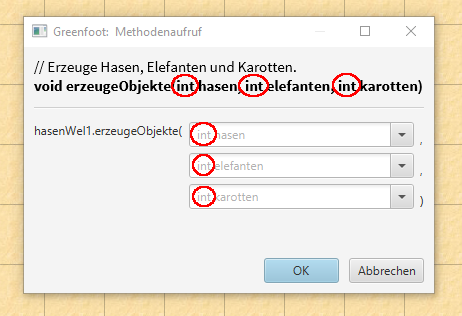 Greenfoot: Methodenaufruf
// Erzeuge Hasen, Elefanten und Karotten.
void erzeugeObjekte(int hasen, int elefanten, int karotten)
hasenWel1.erzeugeObjekte( int hasen ,
int elefanten ,
int karotten )
OK Abbrechen